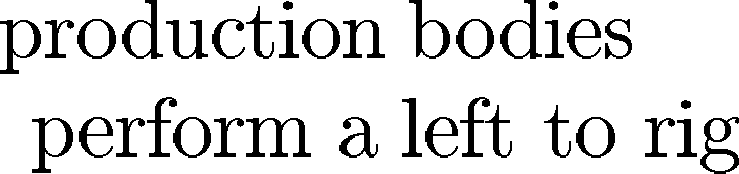 production bodies
perform a left to rig